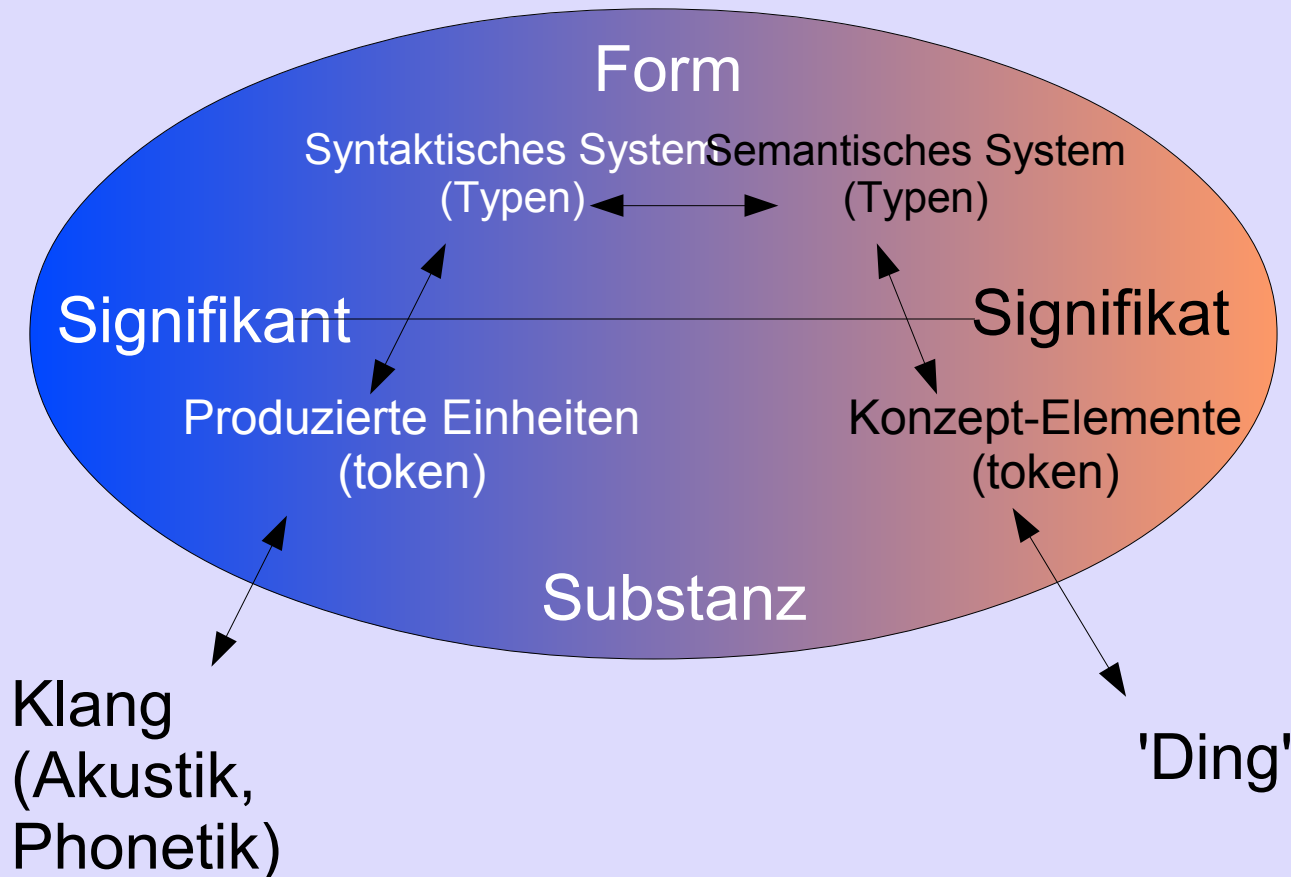 Form
Syntaktisches System
(Typen)
Semantisches System
(Typen)
Signifikant
Signifikat
Produzierte Einheiten
(token)
Konzept-Elemente
(token)
Substanz
Klang
(Akustik,
Phonetik)
'Ding'